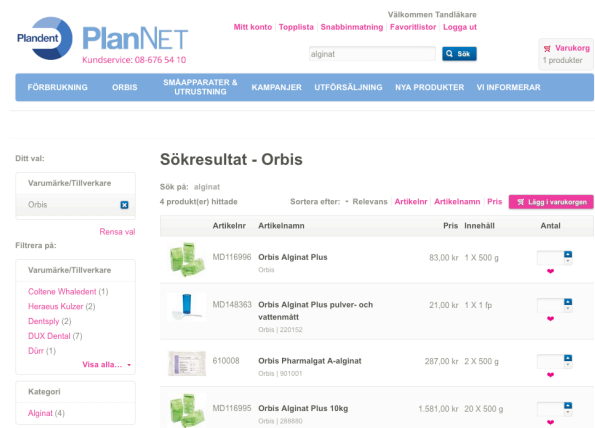 Plandent
PlanNET
Kundservice: 08-676 54 10
Välkommen Tandläkare
Mitt konto Topplista Snabbinmatning Favoritlistor Logga ut
alginat
Sök
Varukorg
1 produkter
FÖRBRUKNING ORBIS SMÅAPPARATER & UTRUSTNING KAMPANJER UTFÖRSÄLJNING NYA PRODUKTER VI INFORMERAR
Ditt val:
Varumärke/Tillverkare
Orbis
Rensa val
Filtrera på:
Varumärke/Tillverkare
Coltene Whaledent (1)
Heraeus Kulzer (2)
Dentsply (2)
DUX Dental (7)
Dürr (1)
Visa alla...
Kategori
Alginat (4)
Sökresultat - Orbis
Sök på: alginat
4 produkt(er) hittade
Sortera efter: Relevans Artikelnr Artikelnamn Pris
Lägg i varukorgen
Artikelnr Artikelnamn Pris Innehåll Antal
MD116996 Orbis Alginat Plus 83,00 kr 1 X 500 g
Orbis
MD148363 Orbis Alginat Plus pulver- och 21,00 kr 1 X 1 fp
vattenmått
Orbis | 220152
610008 Orbis Pharmalgat A-alginat 287,00 kr 2 X 500 g
Orbis | 901001
MD116995 Orbis Alginat Plus 10kg 1.581,00 kr 20 X 500 g
Orbis | 289880